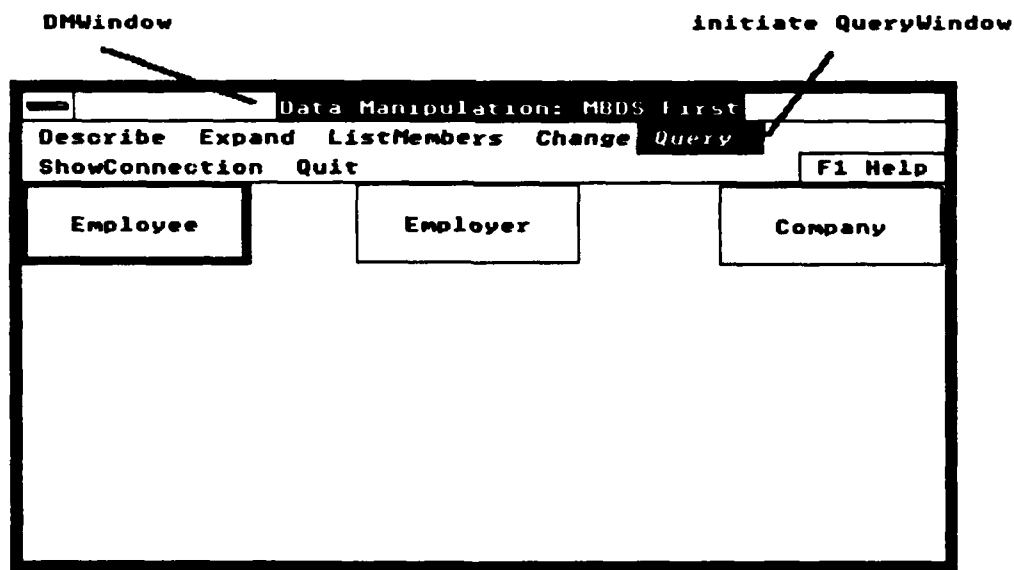 DMWindow initiate QueryWindow
Data Manipulation: MBDS First
Describe Expand ListMembers Change Query
ShowConnection Quit F1 Help
Employee Employer Company